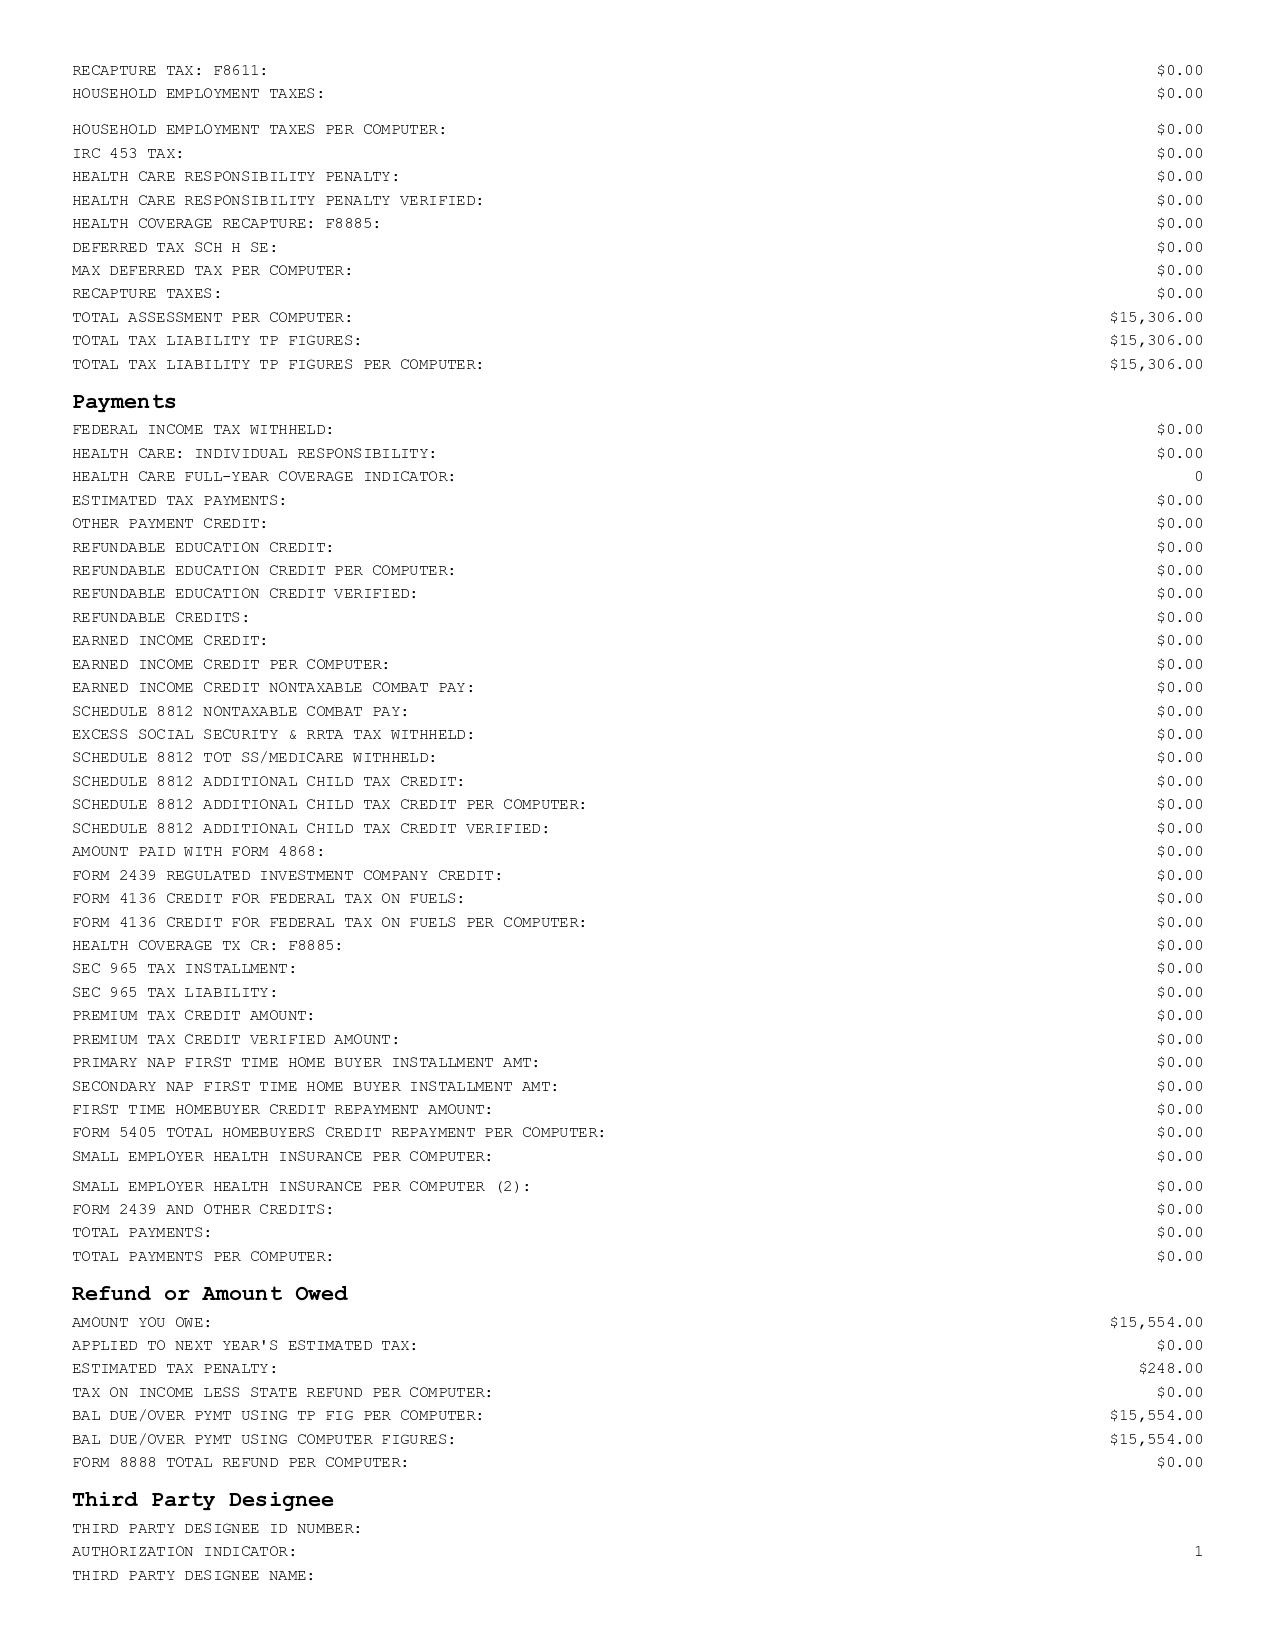 RECAPTURE TAX: F8611: $0.00
HOUSEHOLD EMPLOYMENT TAXES: $0.00
HOUSEHOLD EMPLOYMENT TAXES PER COMPUTER: $0.00
IRC 453 TAX: $0.00
HEALTH CARE RESPONSIBILITY PENALTY: $0.00
HEALTH CARE RESPONSIBILITY PENALTY VERIFIED: $0.00
HEALTH COVERAGE RECAPTURE: F8885: $0.00
DEFERRED TAX SCH H SE: $0.00
MAX DEFERRED TAX PER COMPUTER: $0.00
RECAPTURE TAXES: $0.00
TOTAL ASSESSMENT PER COMPUTER: $15,306.00
TOTAL TAX LIABILITY TP FIGURES: $15,306.00
TOTAL TAX LIABILITY TP FIGURES PER COMPUTER: $15,306.00
Payments
FEDERAL INCOME TAX WITHHELD: $0.00
HEALTH CARE: INDIVIDUAL RESPONSIBILITY: $0.00
HEALTH CARE FULL-YEAR COVERAGE INDICATOR: 0
ESTIMATED TAX PAYMENTS: $0.00
OTHER PAYMENT CREDIT: $0.00
REFUNDABLE EDUCATION CREDIT: $0.00
REFUNDABLE EDUCATION CREDIT PER COMPUTER: $0.00
REFUNDABLE EDUCATION CREDIT VERIFIED: $0.00
REFUNDABLE CREDITS: $0.00
EARNED INCOME CREDIT: $0.00
EARNED INCOME CREDIT PER COMPUTER: $0.00
EARNED INCOME CREDIT NONTAXABLE COMBAT PAY: $0.00
SCHEDULE 8812 NONTAXABLE COMBAT PAY: $0.00
EXCESS SOCIAL SECURITY & RRTA TAX WITHHELD: $0.00
SCHEDULE 8812 TOT SS/MEDICARE WITHHELD: $0.00
SCHEDULE 8812 ADDITIONAL CHILD TAX CREDIT: $0.00
SCHEDULE 8812 ADDITIONAL CHILD TAX CREDIT PER COMPUTER: $0.00
SCHEDULE 8812 ADDITIONAL CHILD TAX CREDIT VERIFIED: $0.00
AMOUNT PAID WITH FORM 4868: $0.00
FORM 2439 REGULATED INVESTMENT COMPANY CREDIT: $0.00
FORM 4136 CREDIT FOR FEDERAL TAX ON FUELS: $0.00
FORM 4136 CREDIT FOR FEDERAL TAX ON FUELS PER COMPUTER: $0.00
HEALTH COVERAGE TX CR: F8885: $0.00
SEC 965 TAX INSTALLMENT: $0.00
SEC 965 TAX LIABILITY: $0.00
PREMIUM TAX CREDIT AMOUNT: $0.00
PREMIUM TAX CREDIT VERIFIED AMOUNT: $0.00
PRIMARY NAP FIRST TIME HOME BUYER INSTALLMENT AMT: $0.00
SECONDARY NAP FIRST TIME HOME BUYER INSTALLMENT AMT: $0.00
FIRST TIME HOMEBUYER CREDIT REPAYMENT AMOUNT: $0.00
FORM 5405 TOTAL HOMEBUYERS CREDIT REPAYMENT PER COMPUTER: $0.00
SMALL EMPLOYER HEALTH INSURANCE PER COMPUTER: $0.00
SMALL EMPLOYER HEALTH INSURANCE PER COMPUTER (2): $0.00
FORM 2439 AND OTHER CREDITS: $0.00
TOTAL PAYMENTS: $0.00
TOTAL PAYMENTS PER COMPUTER: $0.00
Refund or Amount Owed
AMOUNT YOU OWE: $15,554.00
APPLIED TO NEXT YEAR'S ESTIMATED TAX: $0.00
ESTIMATED TAX PENALTY: $248.00
TAX ON INCOME LESS STATE REFUND PER COMPUTER: $0.00
BAL DUE/OVER PYMT USING TP FIG PER COMPUTER: $15,554.00
BAL DUE/OVER PYMT USING COMPUTER FIGURES: $15,554.00
FORM 8888 TOTAL REFUND PER COMPUTER: $0.00
Third Party Designee
THIRD PARTY DESIGNEE ID NUMBER:
AUTHORIZATION INDICATOR: 1
THIRD PARTY DESIGNEE NAME: